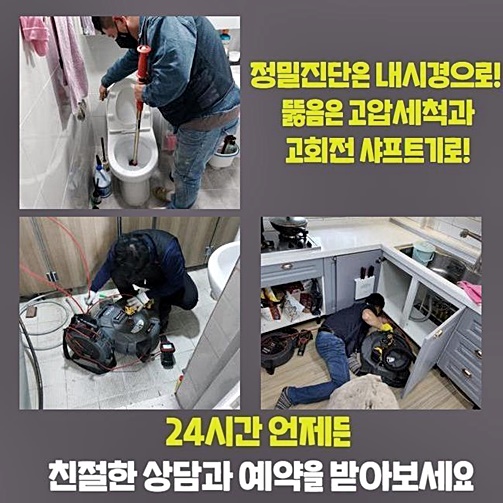 정밀진단은 내시경으로!
뚫음은 고압세척과
고회전 샤프트기로!
24시간 언제든
친절한 상담과 예약을 받아보세요